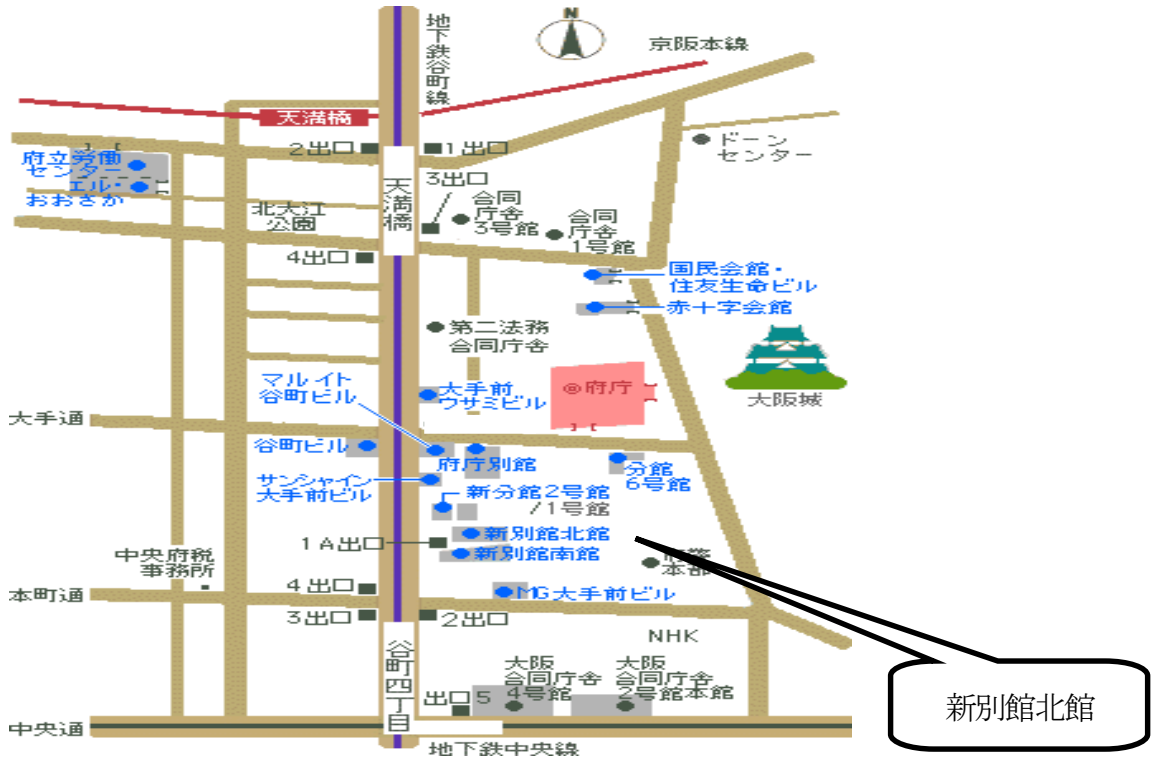 N
地下鉄谷町線
京阪本線
天満橋
ドーン
センター
2出口
1出口
府立労働
センター
エル・
おおさか
天満橋
3出口
合同
庁舎
3号館
合同
庁舎
1号館
北大江
公園
4出口
国民会館・
住友生命ビル
赤十字会館
第二法務
合同庁舎
大阪城
マルイト
谷町ビル
大手前
ウサミビル
◎府庁
大手通
谷町ビル
府庁別館
分館
6号館
サンシャイン
大手前ビル
新分館2号館
/1号館
新別館北館
1A出口
新別館南館
中央府税
事務所
府警
本部
4出口
本町通
MG大手前ビル
3出口
2出口
NHK
谷町四丁目
大阪
合同庁舎
4号館
大阪
合同庁舎
2号館本館
出口5
中央通
地下鉄中央線
新別館北館